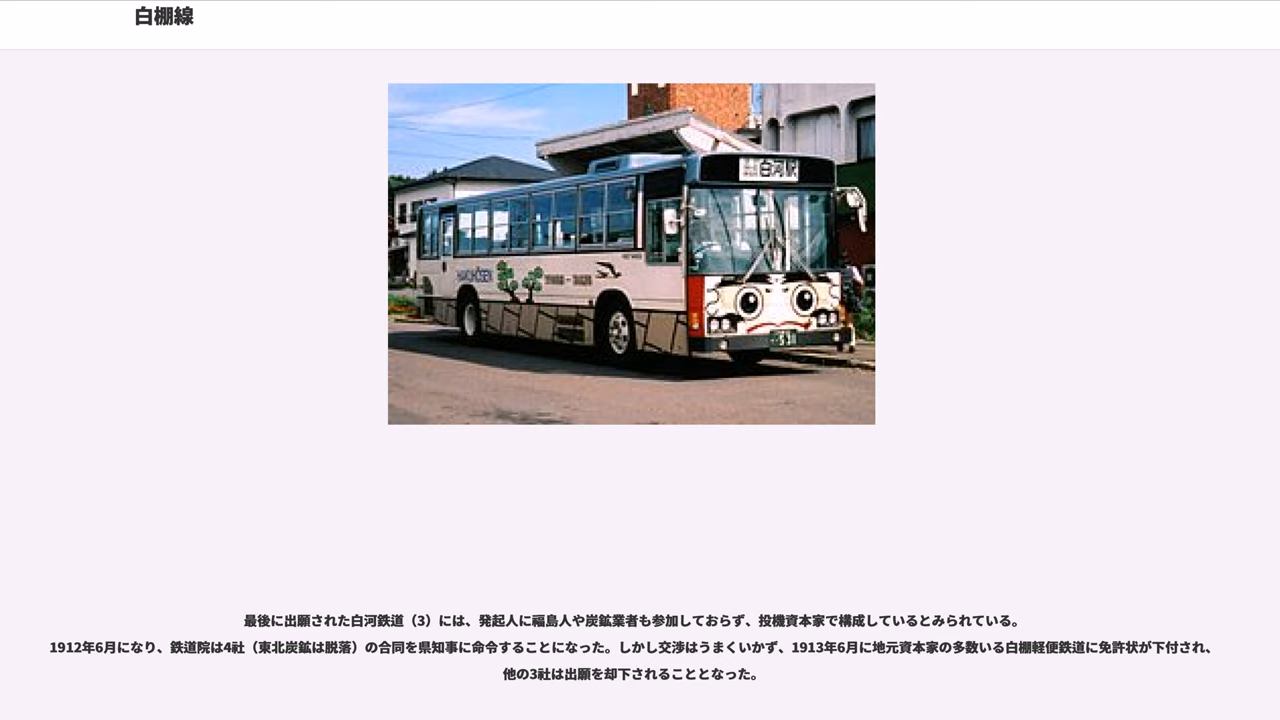 白棚線
白河駅
HAKUHOSEN
最後に出願された白河鉄道（3）には、発起人に福島人や炭鉱業者も参加しておらず、投機資本家で構成しているとみられている。
1912年6月になり、鉄道院は4社（東北炭鉱は脱落）の合同を県知事に命令することになった。しかし交渉はうまくいかず、1913年6月に地元資本家の多数いる白棚軽便鉄道に免許状が下付され、
他の3社は出願を却下されることとなった。